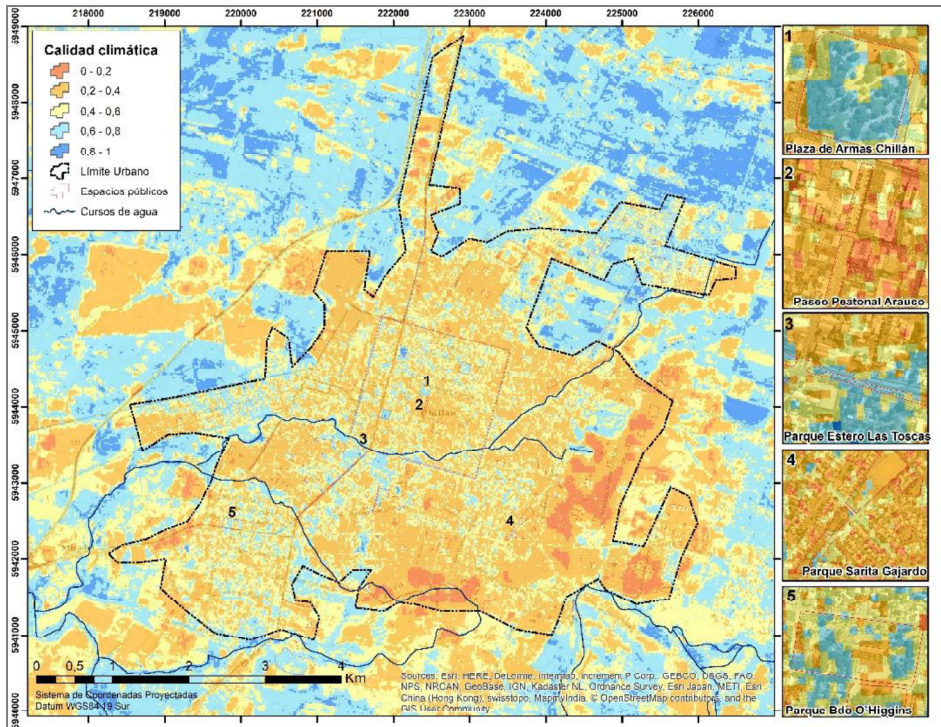 218000
219000
220000
221000
222000
223000
224000
225000
226000
5949000
5948000
5947000
5946000
5945000
5944000
5943000
5942000
5941000
5940000
Calidad climática
0 - 0,2
0,2 - 0,4
0,4 - 0,6
0,6 - 0,8
0,8 - 1
Límite Urbano
Espacios públicos
Cursos de agua
1
2
3
4
5
0 0,5 1 2 3 4
Km
Sistema de Coordenadas Proyectadas
Datum WGS84 19 Sur
Sources: Esri, HERE, DeLorme, Intermap, increment P Corp., GEBCO, USGS, FAO,
NPS, NRCAN, GeoBase, IGN, Kadaster NL, Ordnance Survey, Esri Japan, METI, Esri
China (Hong Kong), swisstopo, MapmyIndia, © OpenStreetMap contributors, and the
GIS User Community
1
Plaza de Armas Chillán
2
Paseo Peatonal Arauco
3
Parque Estero Las Toscas
4
Parque Sarita Gajardo
5
Parque Bdo O'Higgins